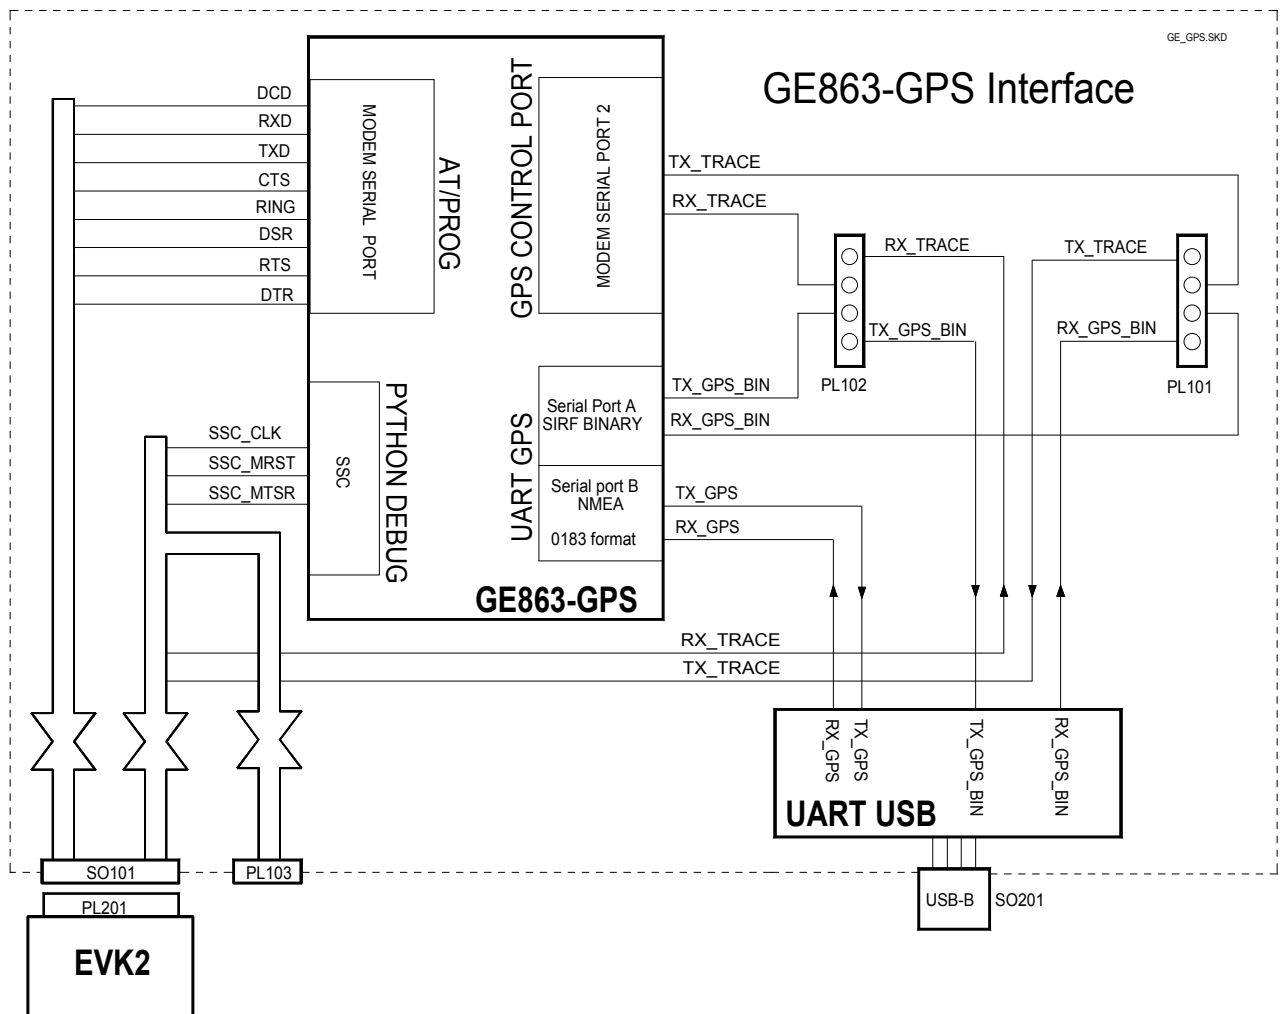 GE_GPS.SKD
GE863-GPS Interface
DCD
RXD
TXD
CTS
RING
DSR
RTS
DTR
MODEM SERIAL PORT
AT/PROG
GPS CONTROL PORT
MODEM SERIAL PORT 2
TX_TRACE
RX_TRACE
RX_TRACE
TX_TRACE
TX_GPS_BIN
RX_GPS_BIN
PL102
PL101
SSC_CLK
SSC_MRST
SSC_MTSR
SSC
PYTHON DEBUG
UART GPS
Serial Port A
SIRF BINARY
Serial port B
NMEA
0183 format
TX_GPS_BIN
RX_GPS_BIN
TX_GPS
RX_GPS
GE863-GPS
RX_TRACE
TX_TRACE
RX_GPS
TX_GPS
TX_GPS_BIN
RX_GPS_BIN
UART USB
SO101
PL103
PL201
EVK2
USB-B
SO201